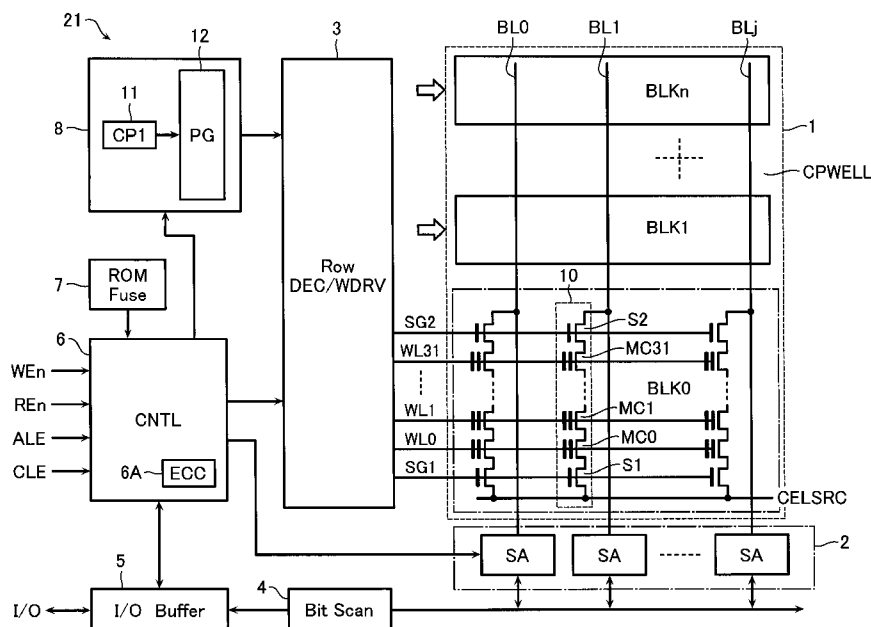 21
12
3
BL0
BL1
BLj
11
8
CP1
PG
BLKn
1
CPWELL
BLK1
7
ROM
Fuse
Row
DEC/WDRV
10
6
SG2
S2
WL31
MC31
WEn
REn
CNTL
BLK0
ALE
WL1
MC1
CLE
6A
ECC
WL0
MC0
SG1
S1
CELSRC
SA
SA
SA
2
5
4
I/O
I/O Buffer
Bit Scan